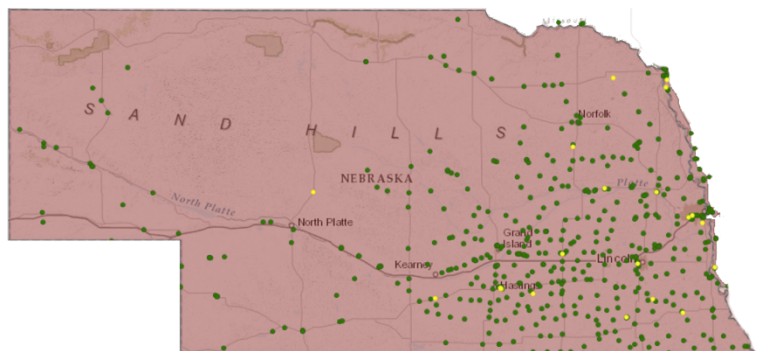 Norfolk
S A N D H I L L S
NEBRASKA
Platte
North Platte
North Platte
Grand
Island
Lincoln
Kearney
Hastings